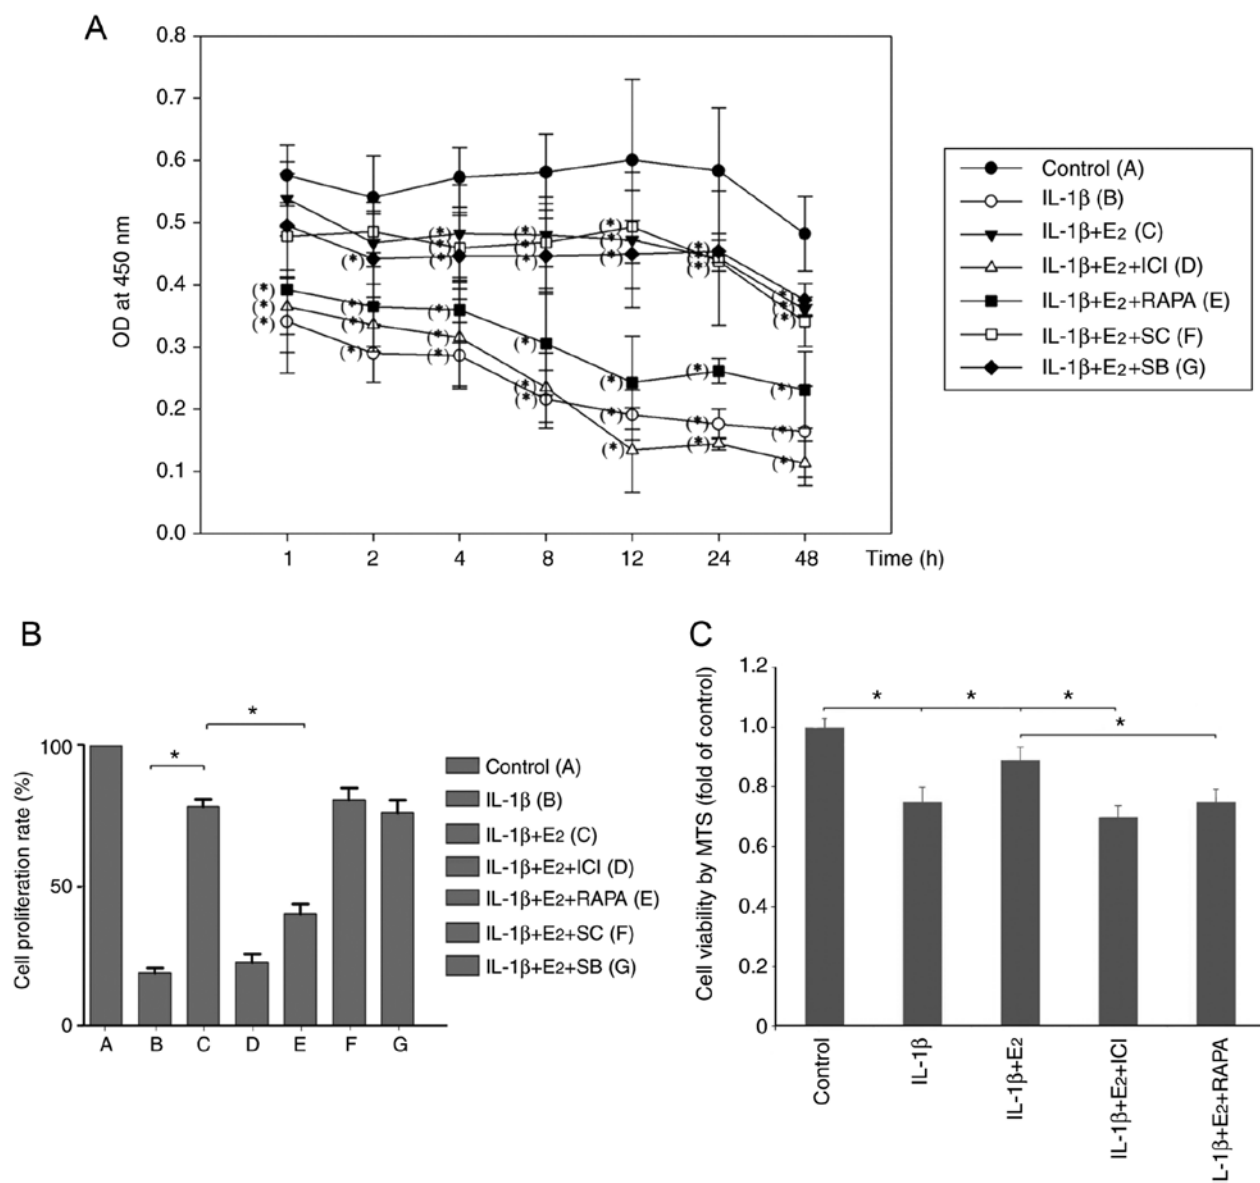 A
0.8
0.7
0.6
0.5
0.4
0.3
0.2
0.1
0.0
OD at 450 nm
1 2 4 8 12 24 48 Time (h)
(*) (*) (*) (*) (*) (*) (*)
(*) (*) (*) (*) (*) (*) (*)
(*) (*) (*) (*) (*) (*) (*)
(*) (*) (*) (*) (*) (*)
(*) (*) (*) (*) (*)
(*) (*) (*) (*) (*)
Control (A)
IL-1β (B)
IL-1β+E2 (C)
IL-1β+E2+ICI (D)
IL-1β+E2+RAPA (E)
IL-1β+E2+SC (F)
IL-1β+E2+SB (G)
B
100
50
0
Cell proliferation rate (%)
*
*
A B C D E F G
Control (A)
IL-1β (B)
IL-1β+E2 (C)
IL-1β+E2+ICI (D)
IL-1β+E2+RAPA (E)
IL-1β+E2+SC (F)
IL-1β+E2+SB (G)
C
1.2
1.0
0.8
0.6
0.4
0.2
0
Cell viability by MTS (fold of control)
* * *
*
Control
IL-1β
IL-1β+E2
IL-1β+E2+ICI
L-1β+E2+RAPA